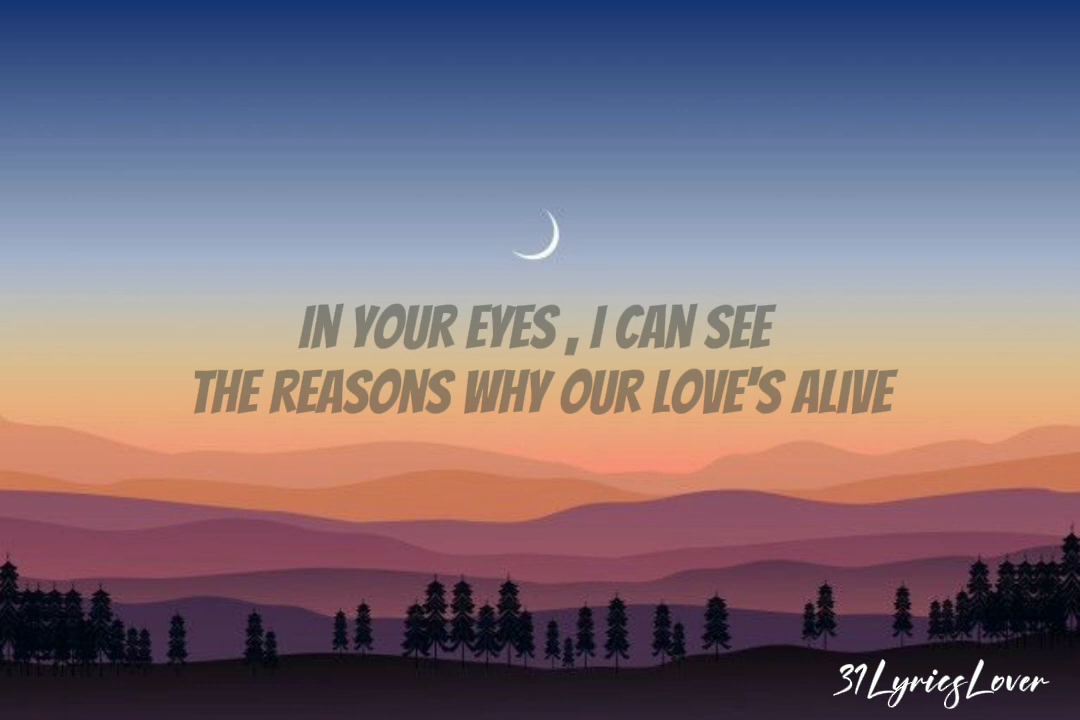 IN YOUR EYES , I CAN SEE
THE REASONS WHY OUR LOVE'S ALIVE
31LyricsLover